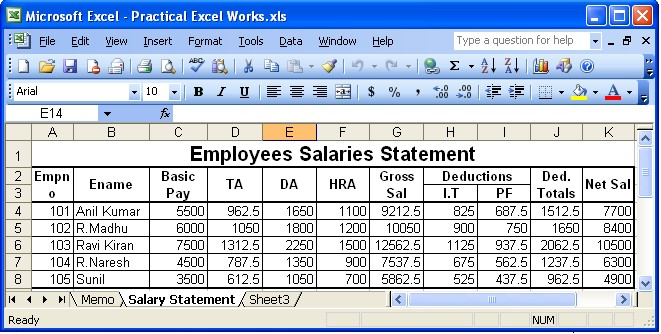 Microsoft Excel - Practical Excel Works.xls
File Edit View Insert Format Tools Data Window Help Type a question for help
Arial 10 B I U $ % ,
E14 fx
A B C D E F G H I J K
1 Employees Salaries Statement
2 Empno Ename Basic Pay TA DA HRA Gross Sal Deductions Ded. Totals Net Sal
3 I.T PF
4 101 Anil Kumar 5500 962.5 1650 1100 9212.5 825 687.5 1512.5 7700
5 102 R.Madhu 6000 1050 1800 1200 10050 900 750 1650 8400
6 103 Ravi Kiran 7500 1312.5 2250 1500 12562.5 1125 937.5 2062.5 10500
7 104 R.Naresh 4500 787.5 1350 900 7537.5 675 562.5 1237.5 6300
8 105 Sunil 3500 612.5 1050 700 5862.5 525 437.5 962.5 4900
Memo Salary Statement Sheet3
Ready NUM